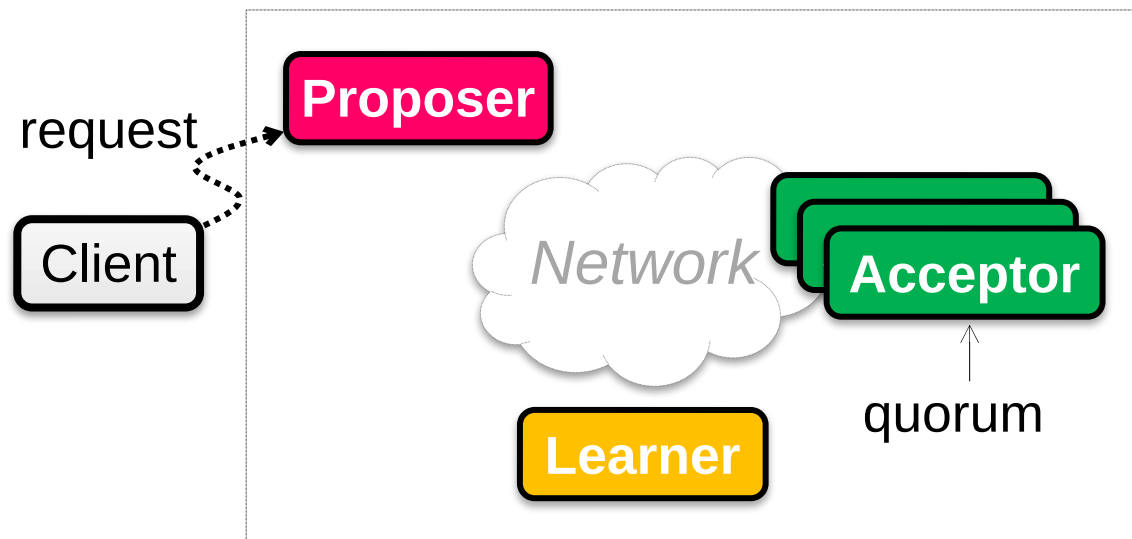 Proposer
request
Client
Network
Acceptor
quorum
Learner